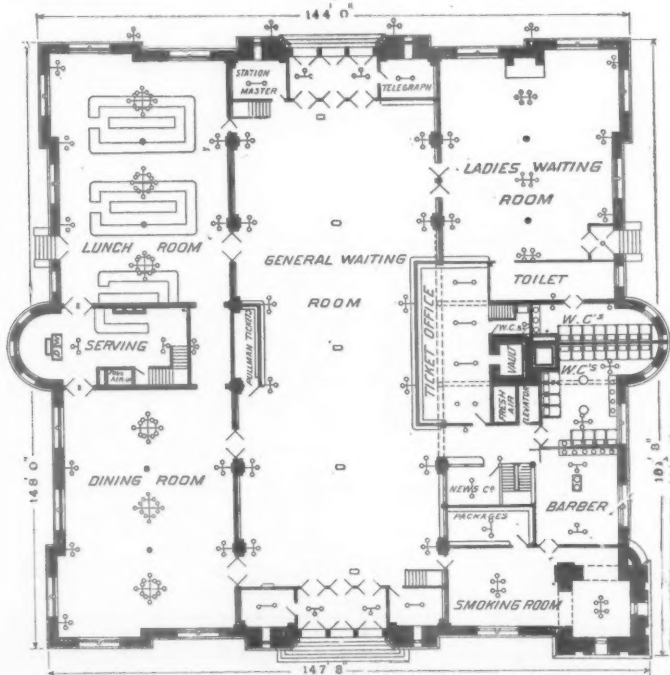 144' 0"
STATION
MASTER
TELEGRAPH
LADIES WAITING
ROOM
LUNCH ROOM
GENERAL WAITING
ROOM
TOILET
TICKET OFFICE
PULLMAN TICKETS
W.C's
W.C's
VAULT
SERVING
W.C's
FRESH
AIR
ELEVATOR
148' 0"
DINING ROOM
NEWS Co
BARBER
PACKAGES
SMOKING ROOM
147' 8"